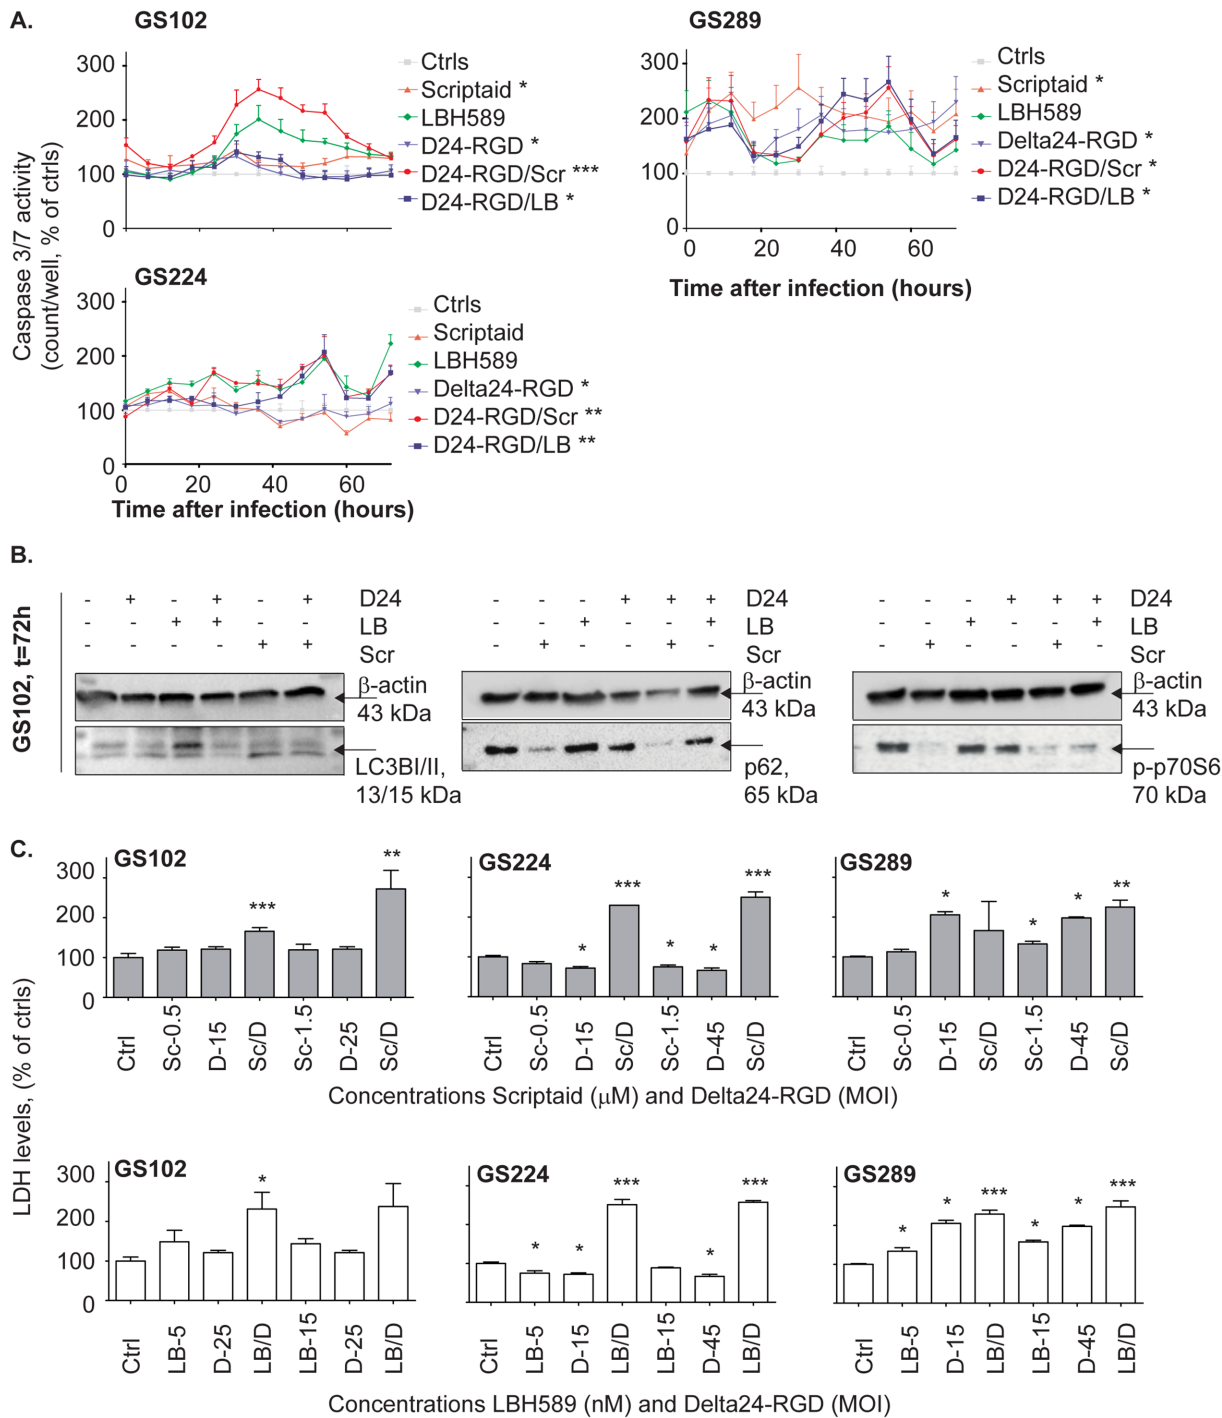 A.
GS102
300
200
100
0
Ctrls
Scriptaid *
LBH589
D24-RGD *
D24-RGD/Scr ***
D24-RGD/LB *
GS289
300
200
100
0
0 20 40 60
Ctrls
Scriptaid *
LBH589
Delta24-RGD *
D24-RGD/Scr *
D24-RGD/LB *
Time after infection (hours)
Caspase 3/7 activity
(count/well, % of ctrls)
GS224
300
200
100
0
0 20 40 60
Ctrls
Scriptaid
LBH589
Delta24-RGD *
D24-RGD/Scr **
D24-RGD/LB **
Time after infection (hours)
B.
GS102, t=72h
- + - + - + D24
- - + + - - LB
- - - - + + Scr
β-actin
43 kDa
LC3BI/II,
13/15 kDa
- - - + + + D24
- - + - - + LB
- + - - + - Scr
β-actin
43 kDa
p62,
65 kDa
- - - + + + D24
- - + - - + LB
- + - - + - Scr
β-actin
43 kDa
p-p70S6
70 kDa
C.
LDH levels, (% of ctrls)
GS102
300
200
100
0
*** **
Ctrl Sc-0.5 D-15 Sc/D Sc-1.5 D-25 Sc/D
GS224
* *** * * ***
Ctrl Sc-0.5 D-15 Sc/D Sc-1.5 D-45 Sc/D
GS289
* * * **
Ctrl Sc-0.5 D-15 Sc/D Sc-1.5 D-45 Sc/D
Concentrations Scriptaid (μM) and Delta24-RGD (MOI)
GS102
300
200
100
0
*
Ctrl LB-5 D-25 LB/D LB-15 D-25 LB/D
GS224
* * *** * ***
Ctrl LB-5 D-15 LB/D LB-15 D-45 LB/D
GS289
* * *** * * ***
Ctrl LB-5 D-15 LB/D LB-15 D-45 LB/D
Concentrations LBH589 (nM) and Delta24-RGD (MOI)